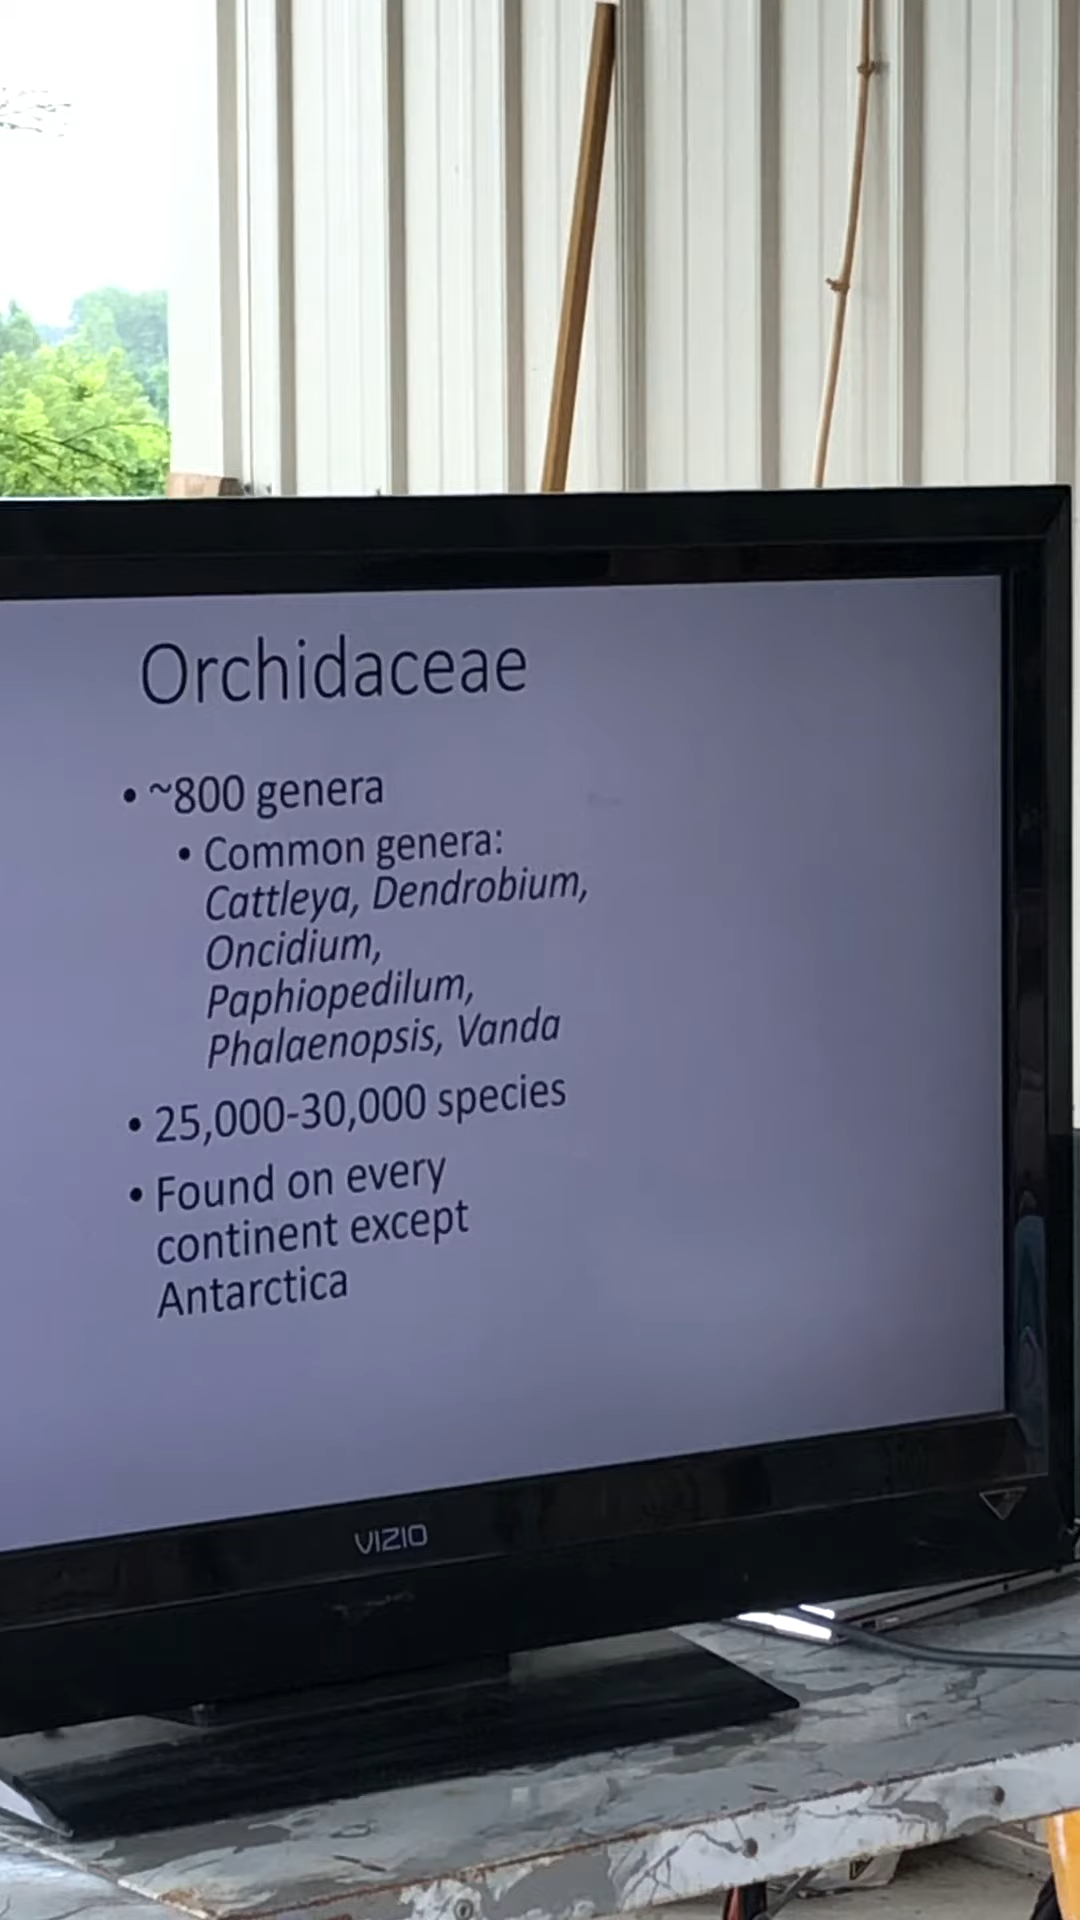 Orchidaceae
• ~800 genera
• Common genera:
Cattleya, Dendrobium,
Oncidium,
Paphiopedilum,
Phalaenopsis, Vanda
• 25,000-30,000 species
• Found on every
continent except
Antarctica
VIZIO